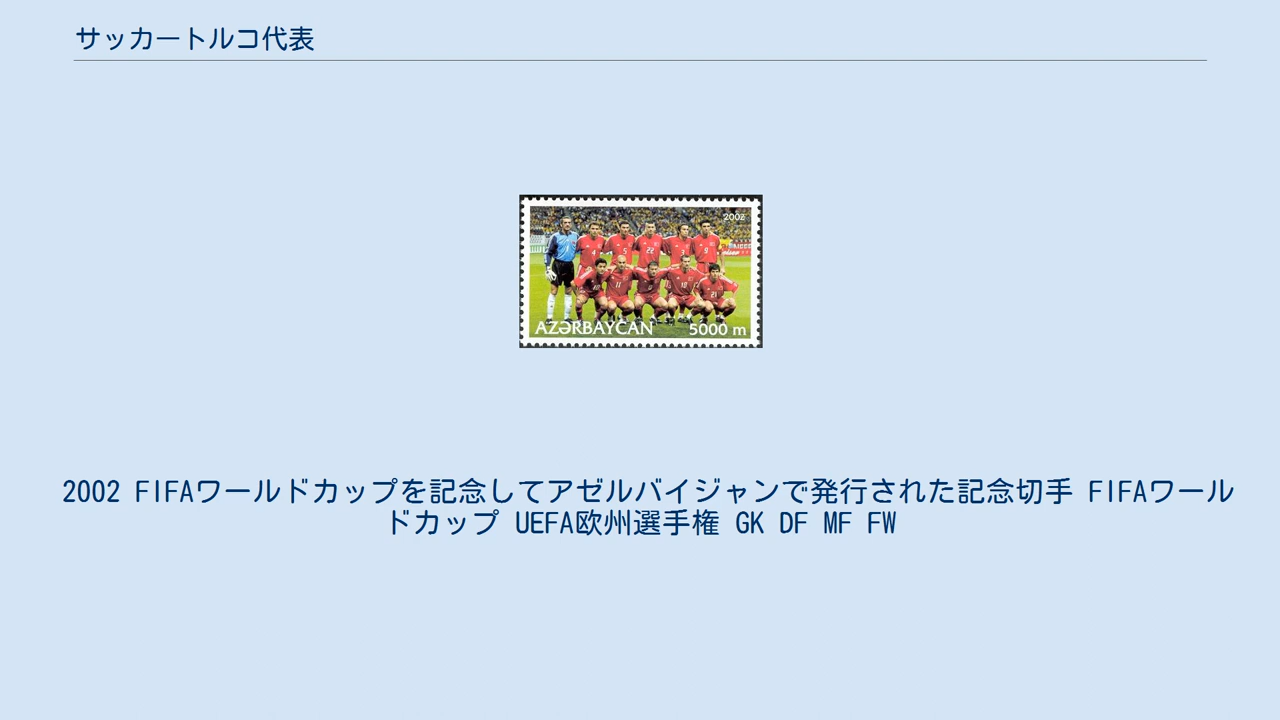 サッカートルコ代表
2002
AZƏRBAYCAN 5000 m
2002 FIFAワールドカップを記念してアゼルバイジャンで発行された記念切手 FIFAワール
ドカップ UEFA欧州選手権 GK DF MF FW